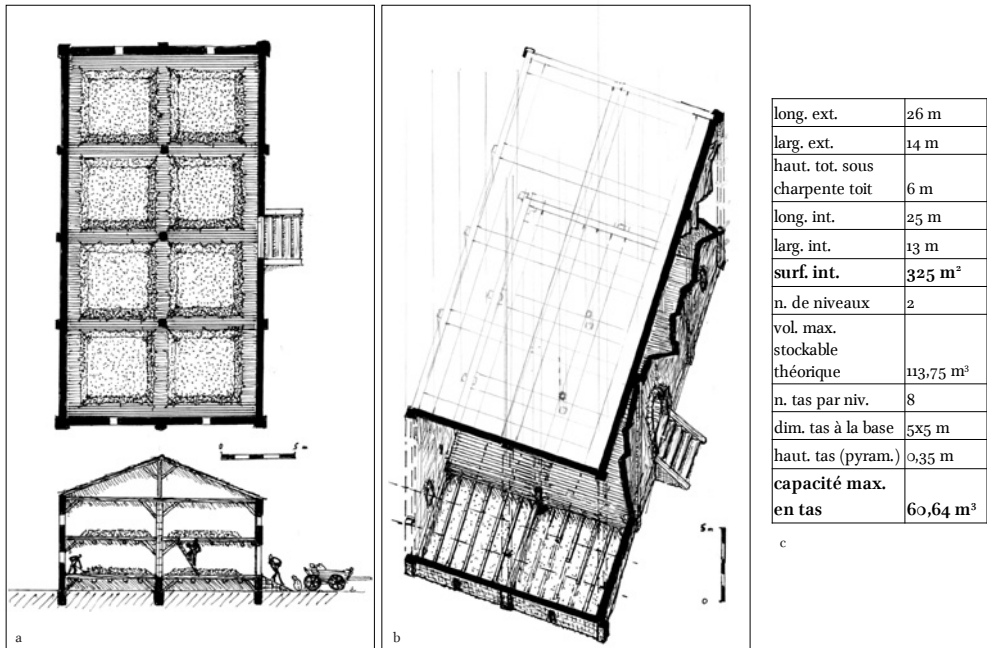 0 5 m
a
5 m
0
b
long. ext. 26 m
larg. ext. 14 m
haut. tot. sous
charpente toit 6 m
long. int. 25 m
larg. int. 13 m
surf. int. 325 m²
n. de niveaux 2
vol. max.
stockable
théorique 113,75 m³
n. tas par niv. 8
dim. tas à la base 5x5 m
haut. tas (pyram.) 0,35 m
capacité max.
en tas 60,64 m³
c